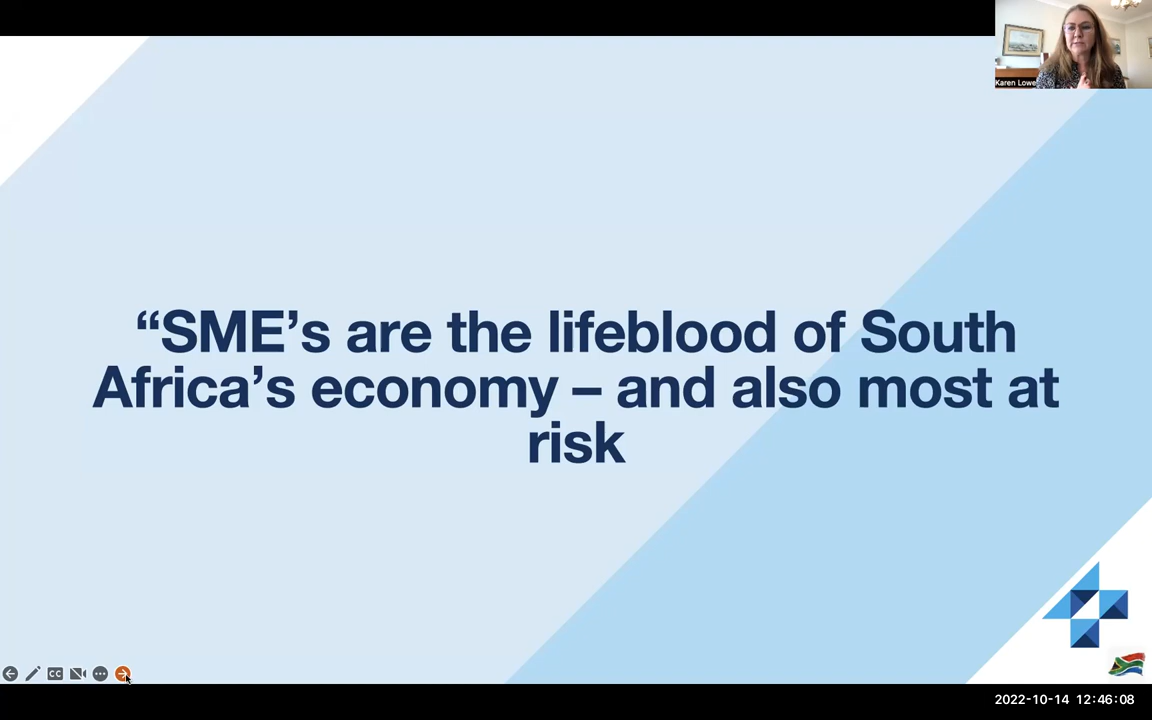 Karen Lowe
“SME’s are the lifeblood of South
Africa’s economy – and also most at
risk
CC
2022-10-14 12:46:08